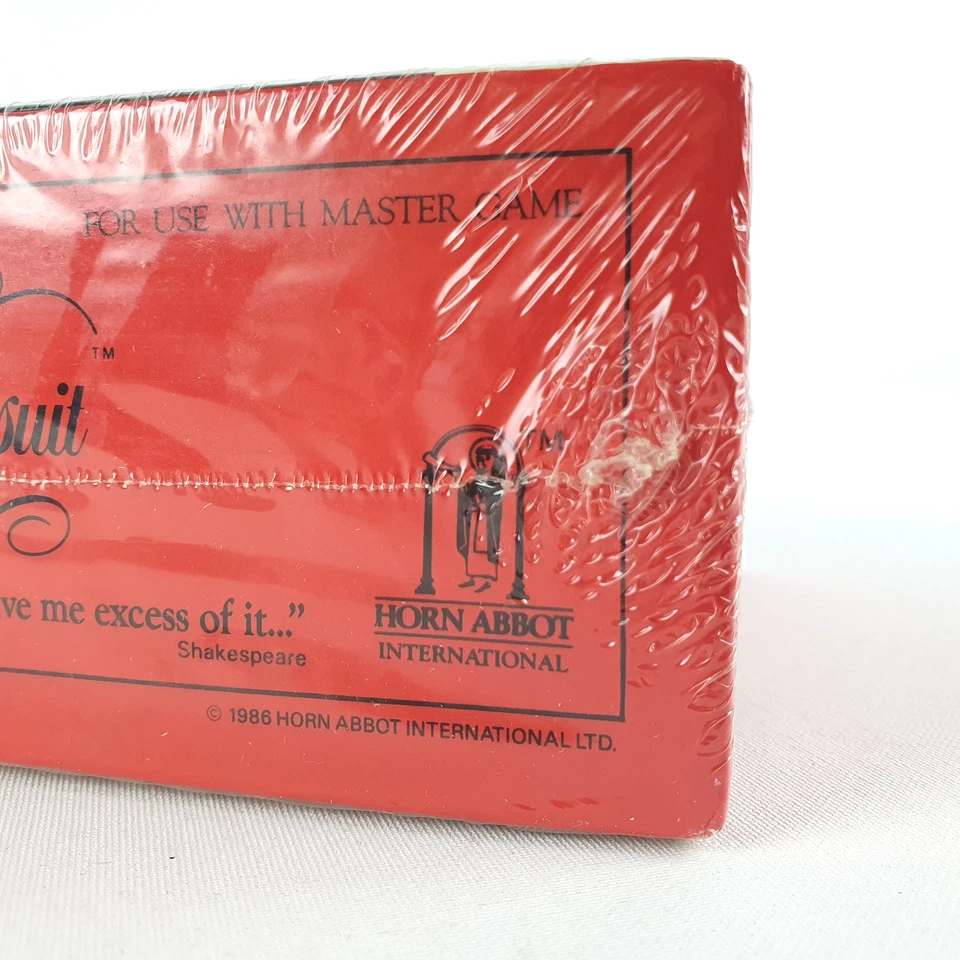 FOR USE WITH MASTER GAME
TM
suit
TM
ve me excess of it..."
Shakespeare
HORN ABBOT
INTERNATIONAL
© 1986 HORN ABBOT INTERNATIONAL LTD.